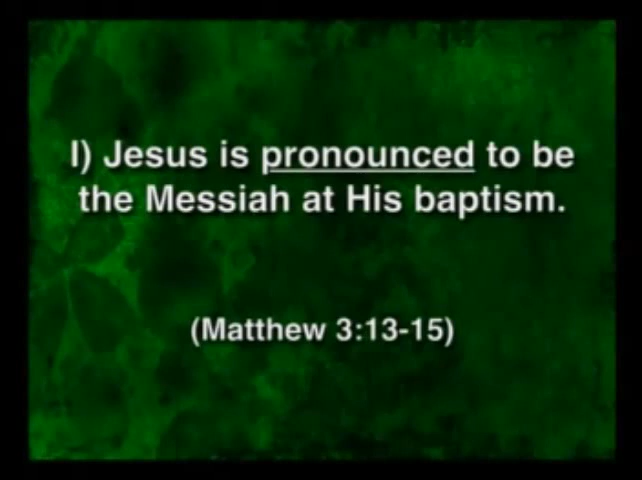 I) Jesus is pronounced to be
the Messiah at His baptism.
(Matthew 3:13-15)